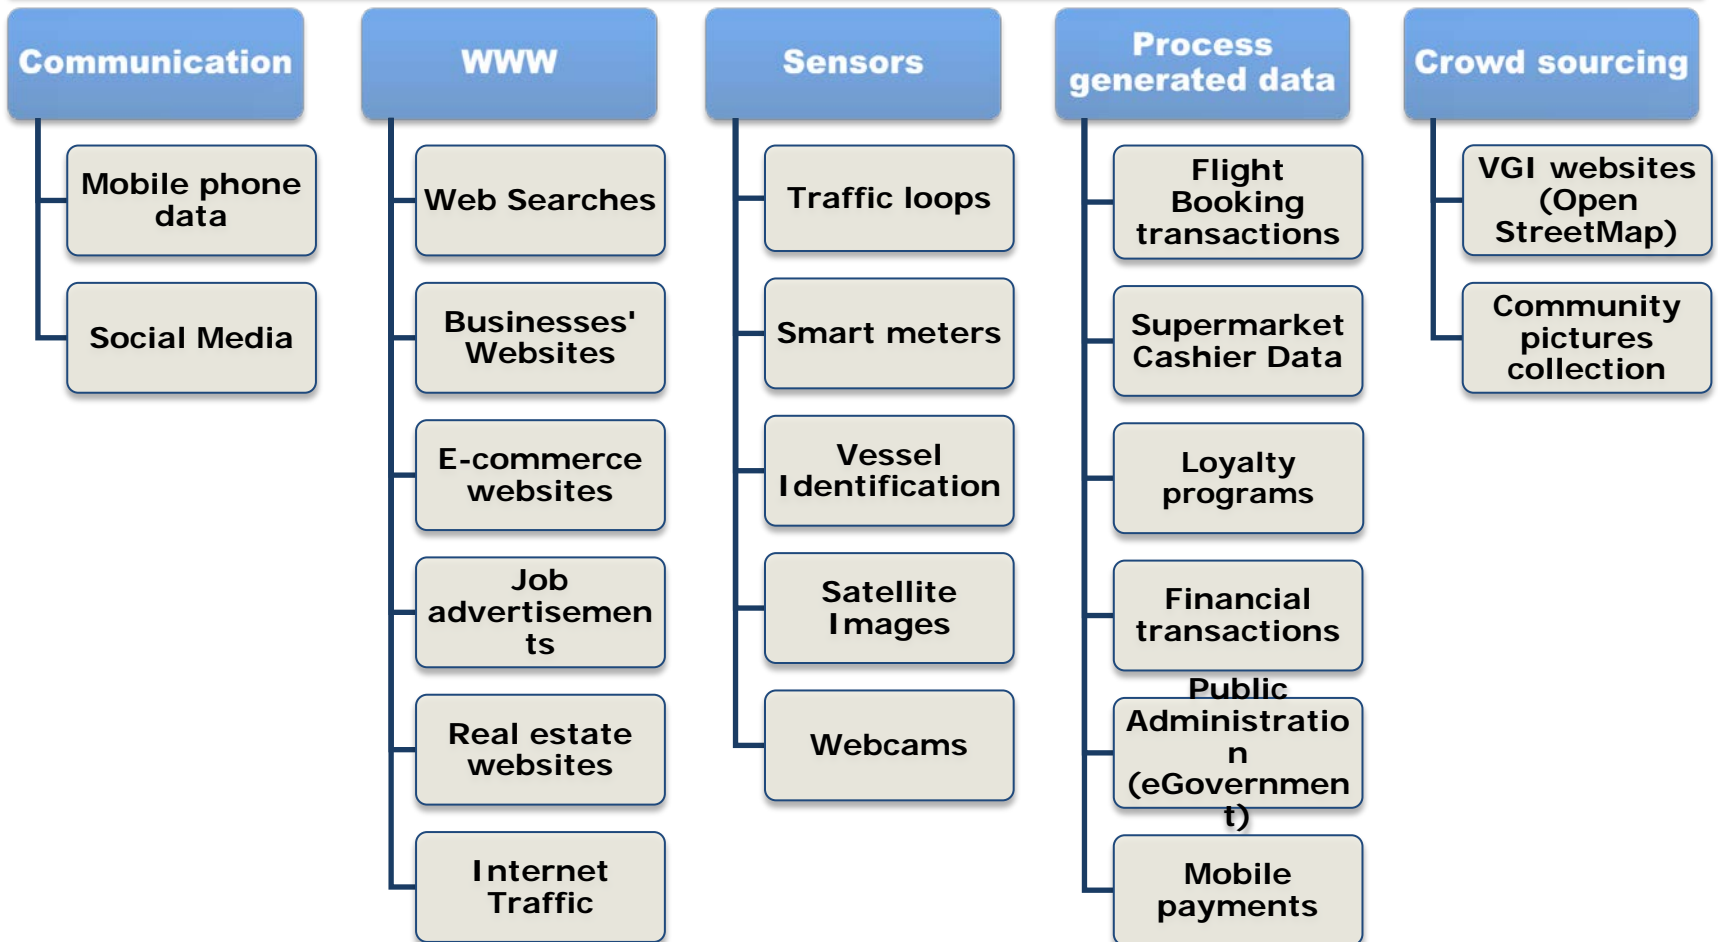 Communication
Mobile phone
data
Social Media
WWW
Web Searches
Businesses'
Websites
E-commerce
websites
Job
advertisemen
ts
Real estate
websites
Internet
Traffic
Sensors
Traffic loops
Smart meters
Vessel
Identification
Satellite
Images
Webcams
Process
generated data
Flight
Booking
transactions
Supermarket
Cashier Data
Loyalty
programs
Financial
transactions
Public
Administratio
n
(eGovernmen
t)
Mobile
payments
Crowd sourcing
VGI websites
(Open
StreetMap)
Community
pictures
collection